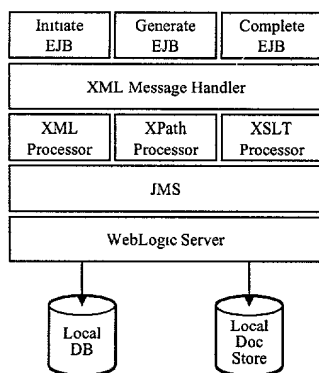 Initiate EJB
Generate EJB
Complete EJB
XML Message Handler
XML Processor
XPath Processor
XSLT Processor
JMS
WebLogic Server
Local DB
Local Doc Store